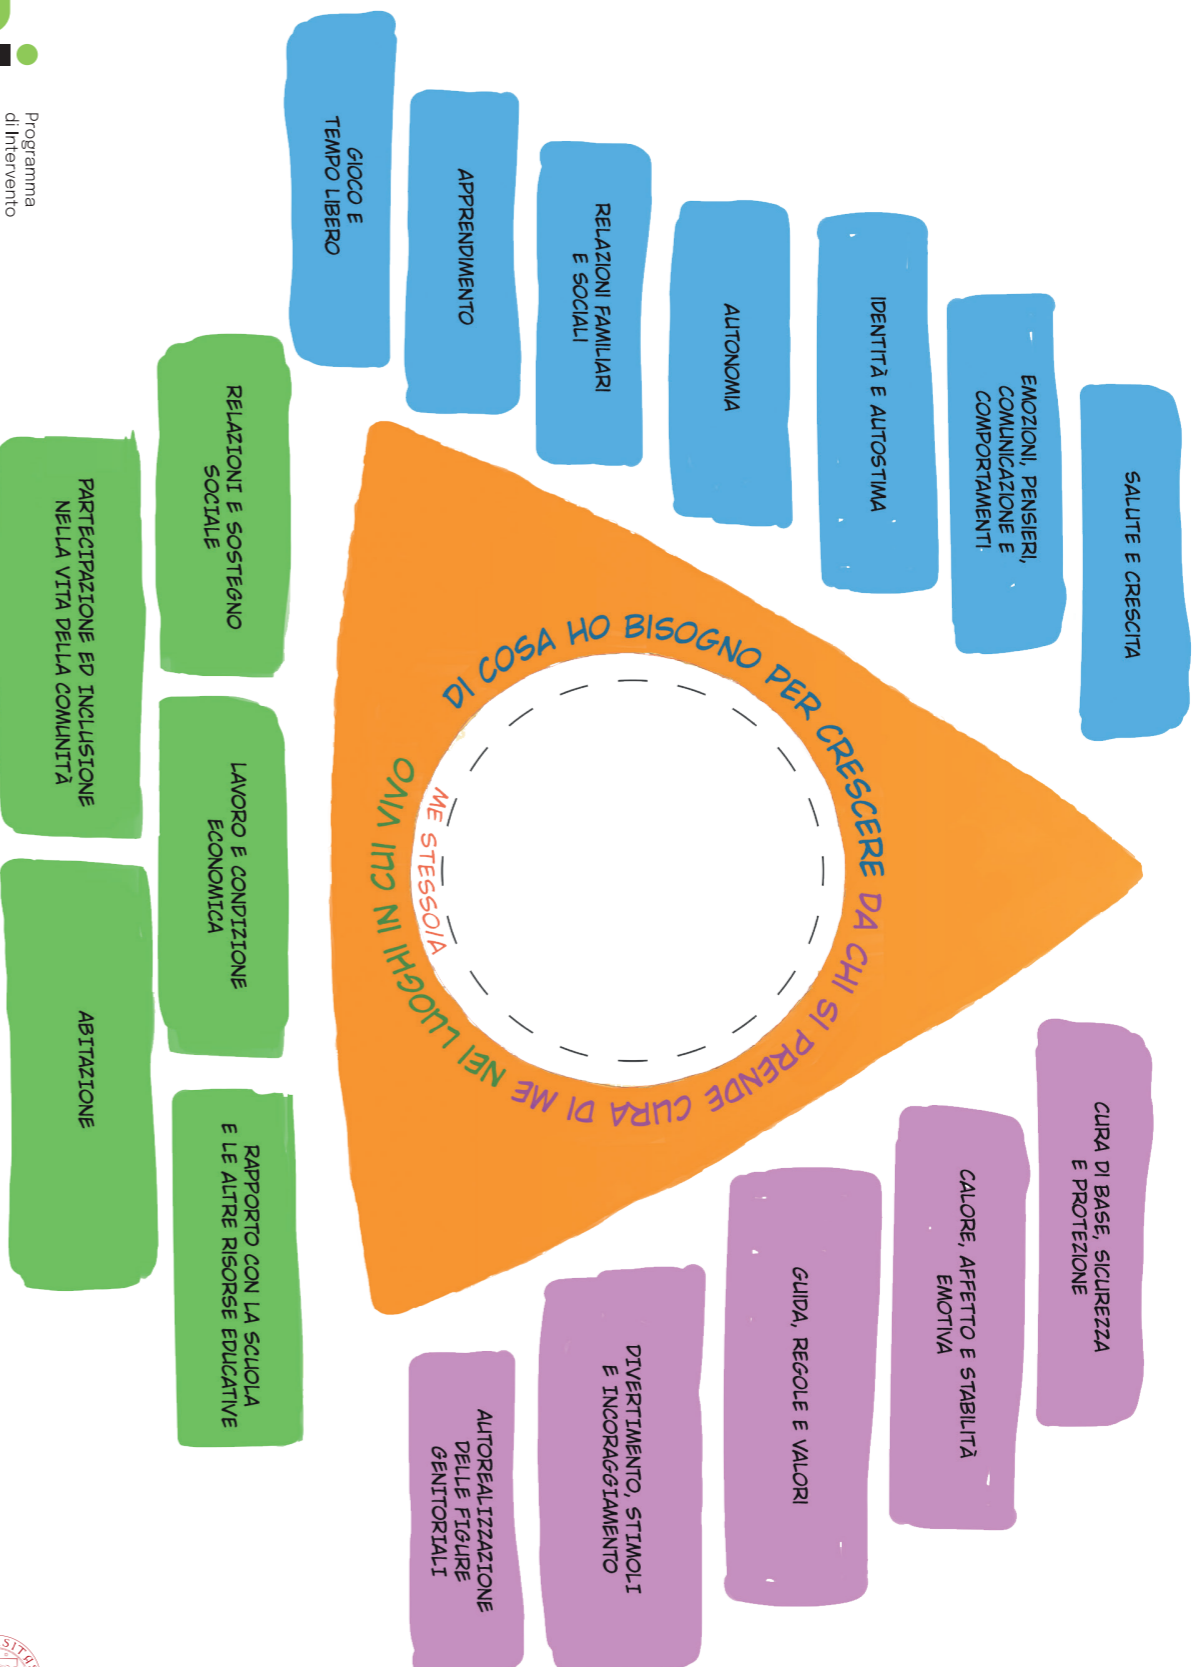 SALUTE E CRESCITA
EMOZIONI, PENSIERI,
COMUNICAZIONE E
COMPORTAMENTI
IDENTITÀ E AUTOSTIMA
AUTONOMIA
RELAZIONI FAMILIARI
E SOCIALI
APPRENDIMENTO
GIOCO E
TEMPO LIBERO
CURA DI BASE, SICUREZZA
E PROTEZIONE
CALORE, AFFETTO E STABILITÀ
EMOTIVA
GUIDA, REGOLE E VALORI
DIVERTIMENTO, STIMOLI
E INCORAGGIAMENTO
AUTOREALIZZAZIONE
DELLE FIGURE
GENITORIALI
DI COSA HO BISOGNO PER CRESCERE
DA CHI SI PRENDE CURA DI ME
NEI LUOGHI IN CUI VIVO
ME STESSO/A
RELAZIONI E SOSTEGNO
SOCIALE
LAVORO E CONDIZIONE
ECONOMICA
RAPPORTO CON LA SCUOLA
E LE ALTRE RISORSE EDUCATIVE
PARTECIPAZIONE ED INCLUSIONE
NELLA VITA DELLA COMUNITÀ
ABITAZIONE
Programma
di Intervento